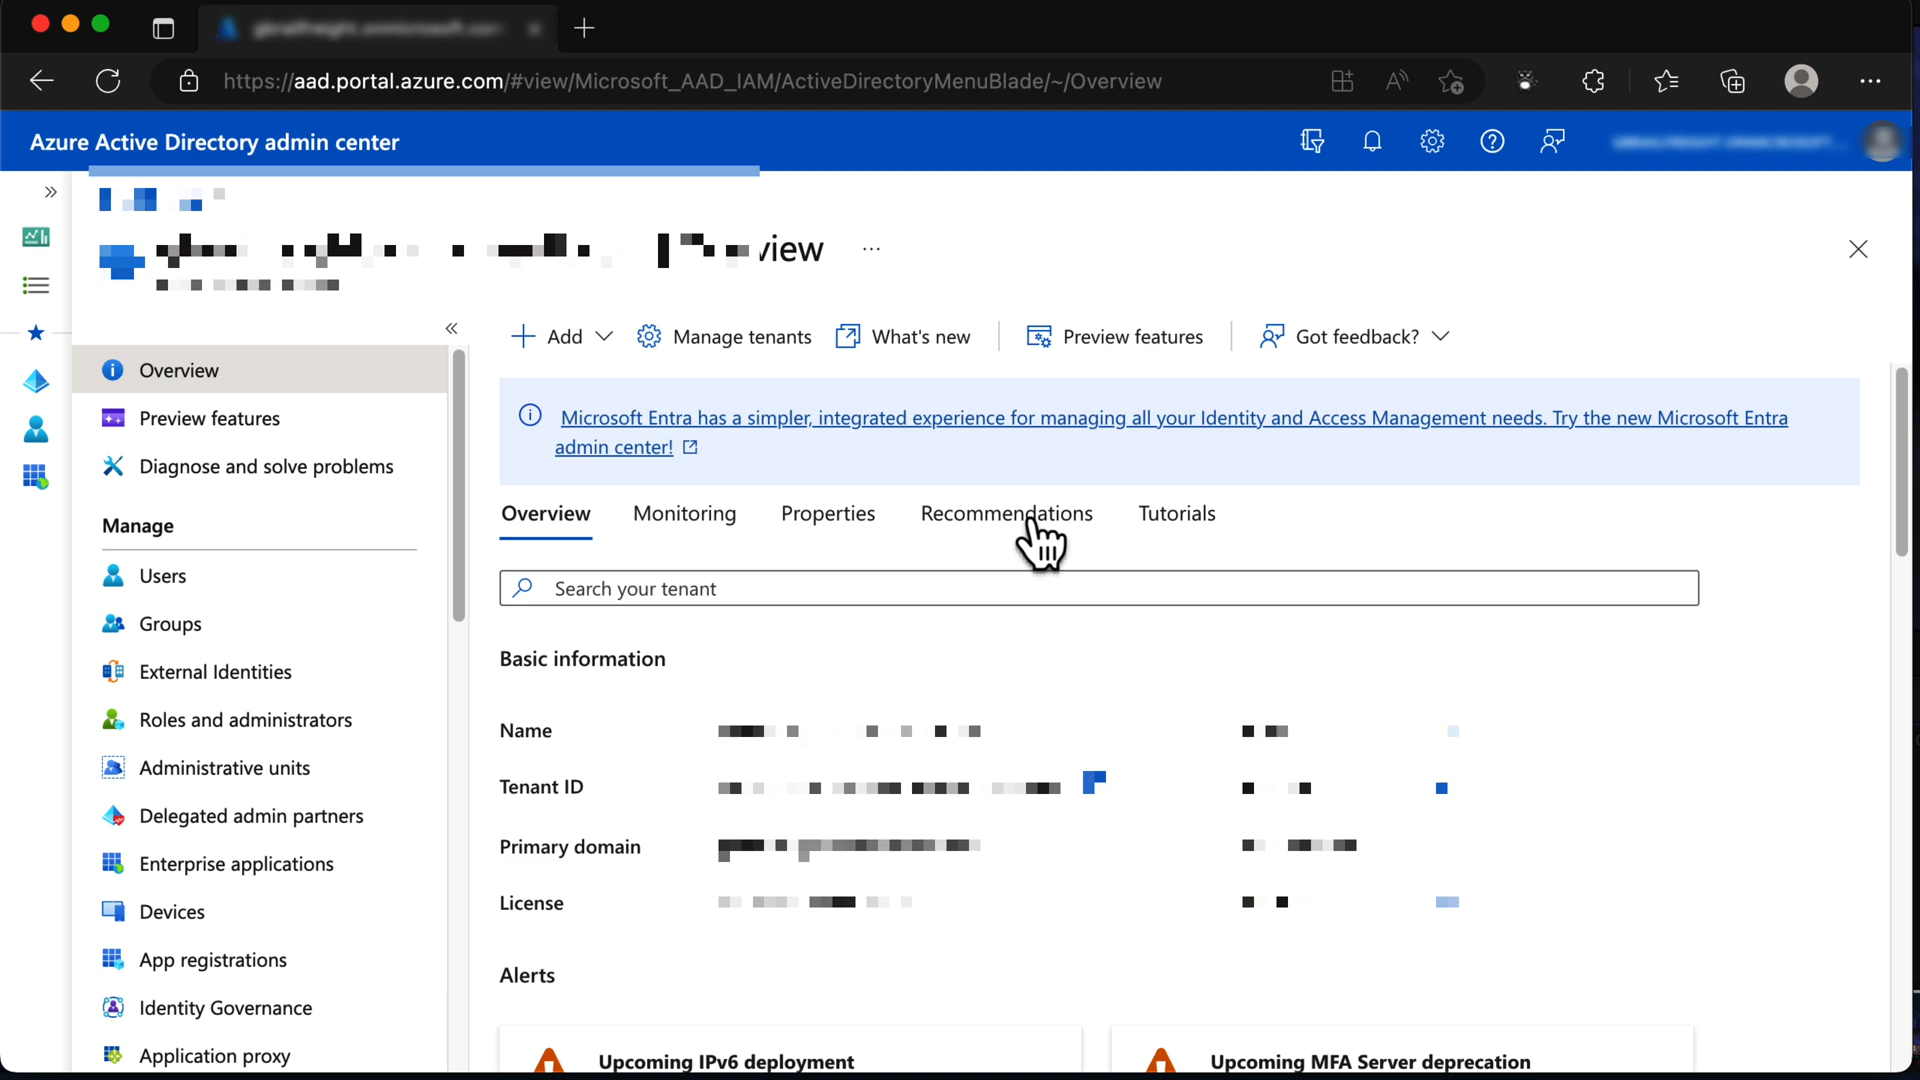 https://aad.portal.azure.com/#view/Microsoft_AAD_IAM/ActiveDirectoryMenuBlade/~/Overview
Azure Active Directory admin center
view
Add
Manage tenants
What's new
Preview features
Got feedback?
Overview
Preview features
Diagnose and solve problems
Manage
Users
Groups
External Identities
Roles and administrators
Administrative units
Delegated admin partners
Enterprise applications
Devices
App registrations
Identity Governance
Application proxy
Microsoft Entra has a simpler, integrated experience for managing all your Identity and Access Management needs. Try the new Microsoft Entra
admin center!
Overview
Monitoring
Properties
Recommendations
Tutorials
Search your tenant
Basic information
Name
Tenant ID
Primary domain
License
Alerts
Upcoming IPv6 deployment
Upcoming MFA Server deprecation